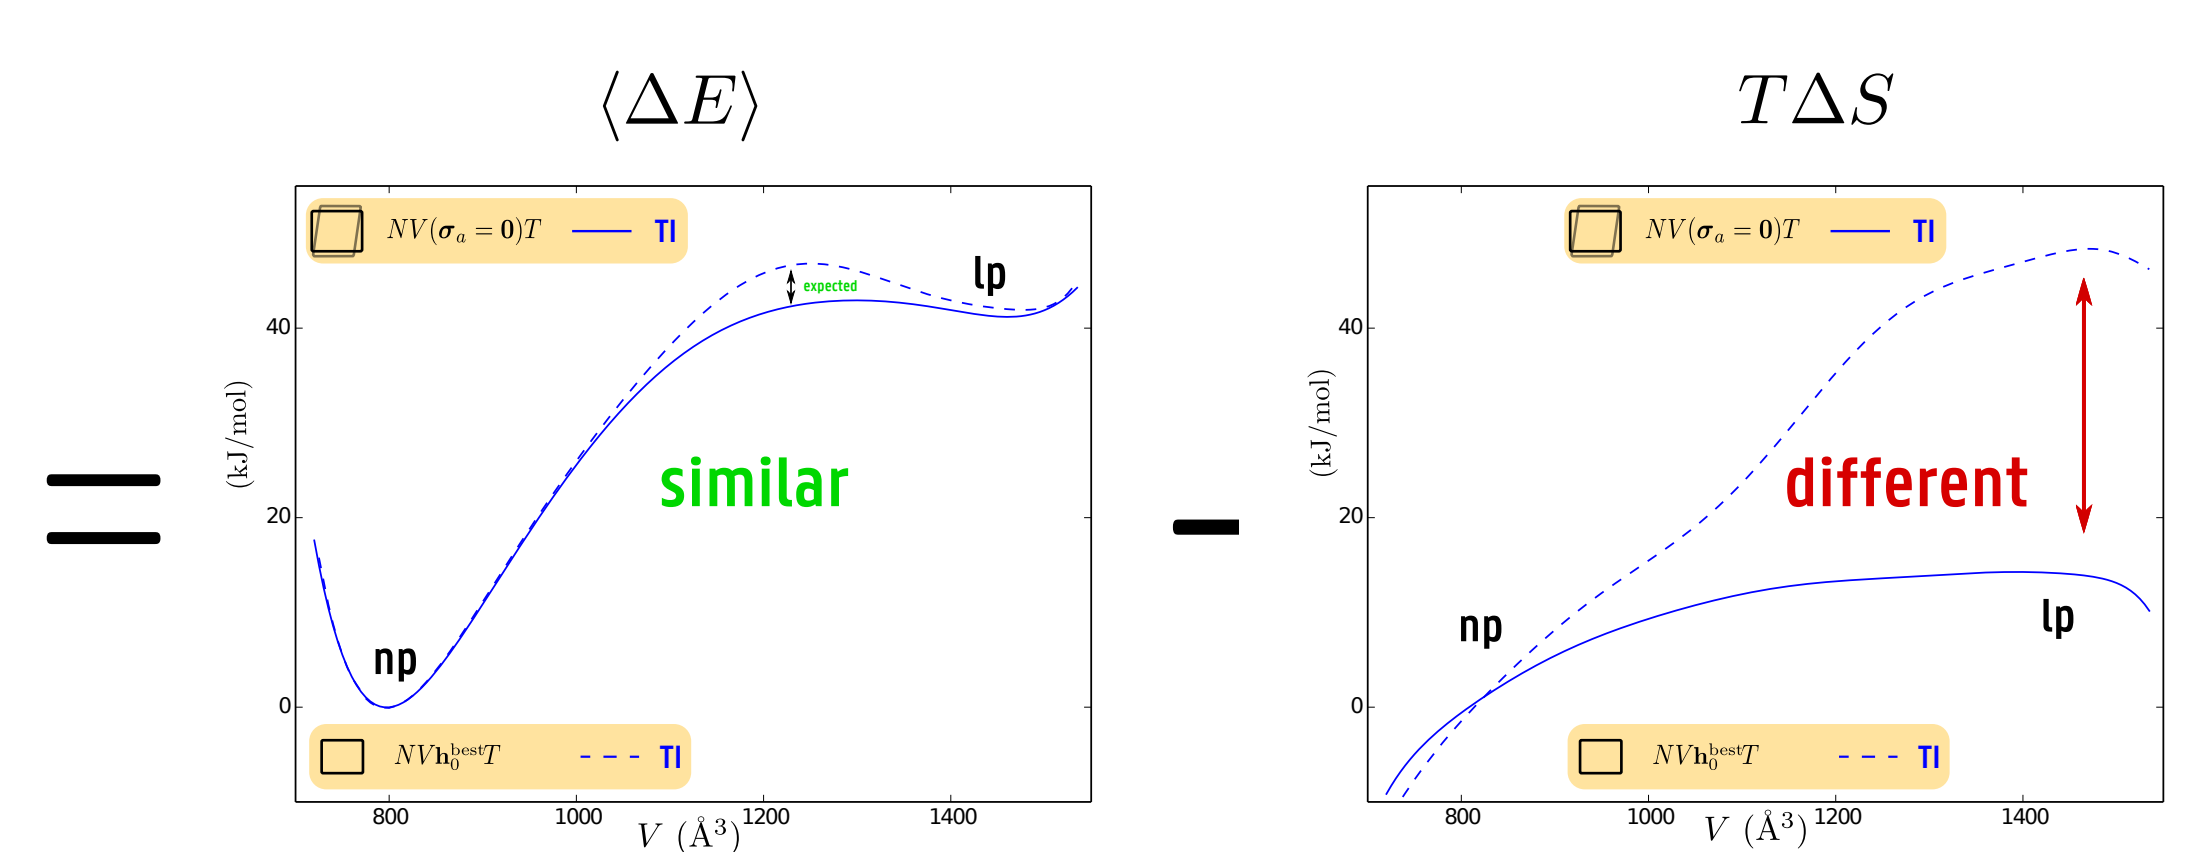 =
⟨ΔE⟩
NV(σₐ = 0)T TI
lp
expected
40
(kJ/mol)
similar
20
np
0
NVh₀ᵇᵉˢᵗT TI
800 1000 1200 1400
V (Å³)
-
TΔS
NV(σₐ = 0)T TI
40
(kJ/mol)
different
20
np
lp
0
NVh₀ᵇᵉˢᵗT TI
800 1000 1200 1400
V (Å³)